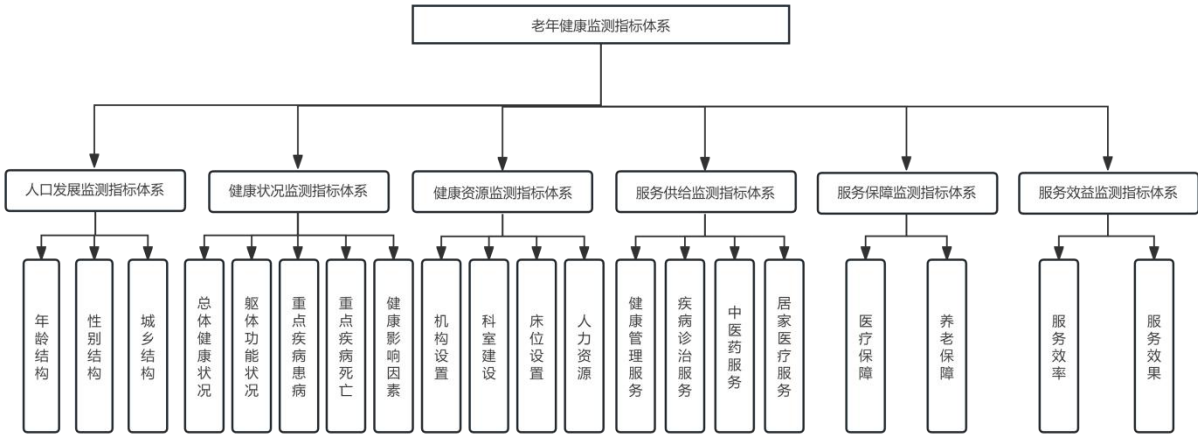 老年健康监测指标体系
人口发展监测指标体系
健康状况监测指标体系
健康资源监测指标体系
服务供给监测指标体系
服务保障监测指标体系
服务效益监测指标体系
年龄结构
性别结构
城乡结构
总体健康状况
躯体功能状况
重点疾病患病
重点疾病死亡
健康影响因素
机构设置
科室建设
床位设置
人力资源
健康管理服务
疾病诊治服务
中医药服务
居家医疗服务
医疗保障
养老保障
服务效率
服务效果